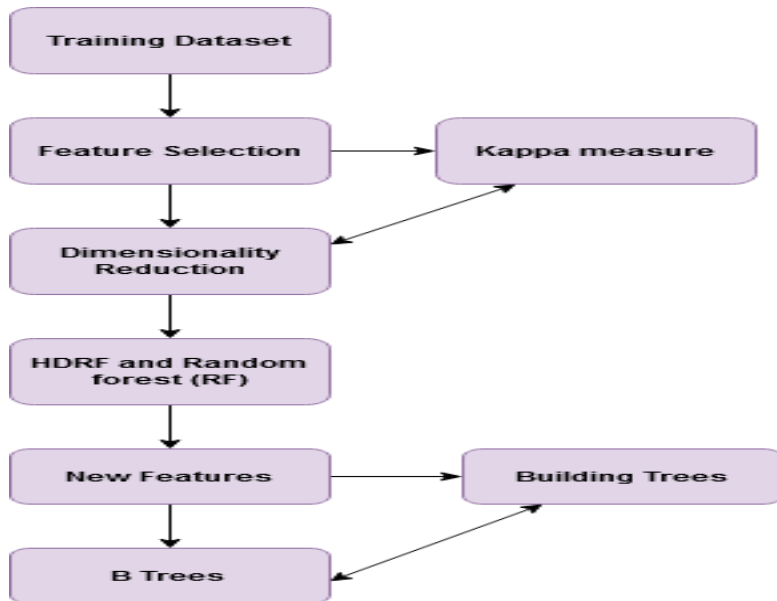 Training Dataset
Feature Selection
Kappa measure
Dimensionality
Reduction
HDRF and Random
forest (RF)
New Features
Building Trees
B Trees